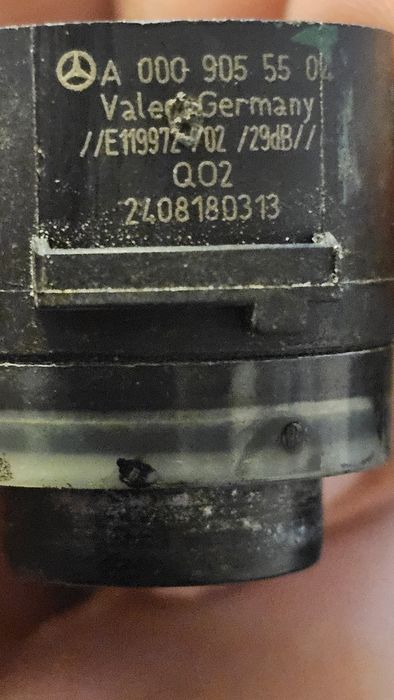 A 000 905 55 04
Valeo Germany
//E119972 /02 /29dB//
Q02
2408180313